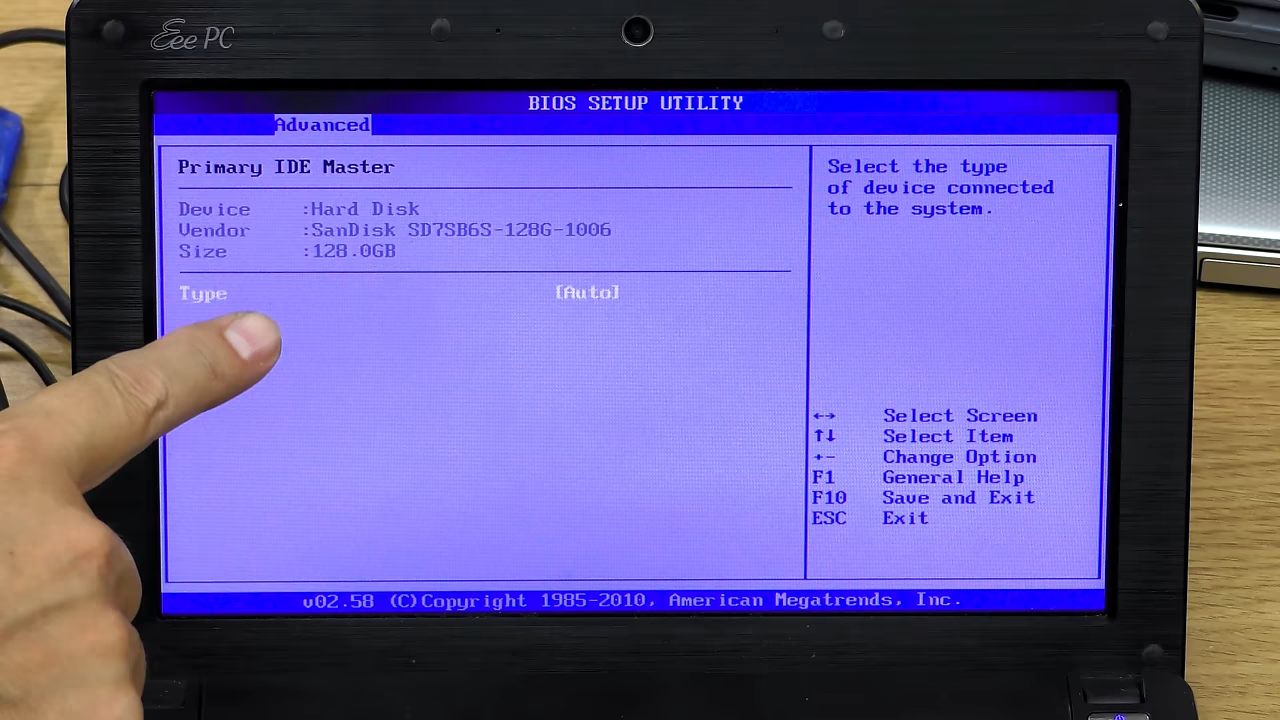 Eee PC
BIOS SETUP UTILITY
Advanced
Primary IDE Master
Device :Hard Disk
Vendor :SanDisk SD7SB6S-128G-1006
Size :128.0GB
Type [Auto]
Select the type
of device connected
to the system.
↔ Select Screen
↑↓ Select Item
+- Change Option
F1 General Help
F10 Save and Exit
ESC Exit
v02.58 (C)Copyright 1985-2010, American Megatrends, Inc.